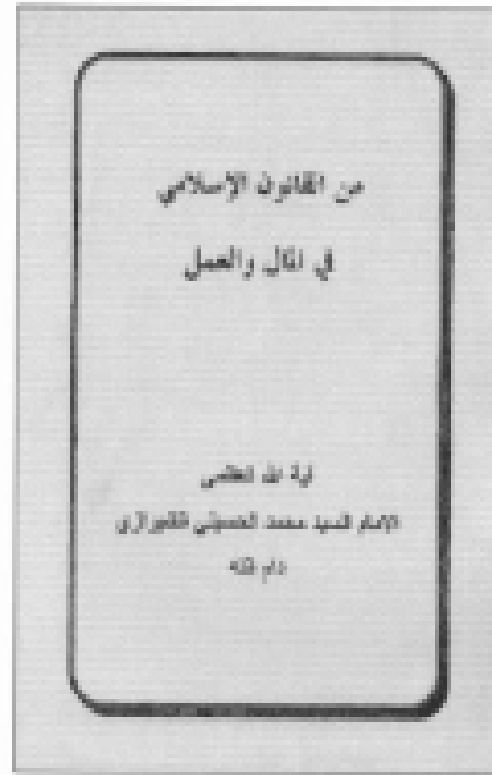 من القانون الإسلامي
في المال والعمل
آية الله العظمى
الإمام السيد محمد الحسيني الشيرازي
دام ظله